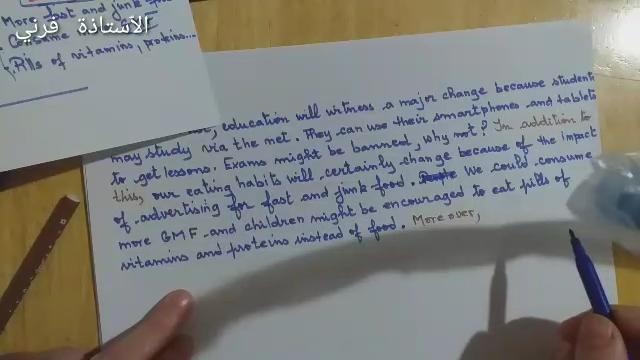 الأستاذة فرني
More fast and junk
Consume
Pills of vitamins, proteins...
, education will witness a major change because students
may study via the net. They can use their smartphones and tablets
to get lessons. Exams might be banned, why not? In addition to
this, our eating habits will certainly change because of the impact
of advertising for fast and junk food. We could consume
more GMF and children might be encouraged to eat pills of
vitamins and proteins instead of food. More over,